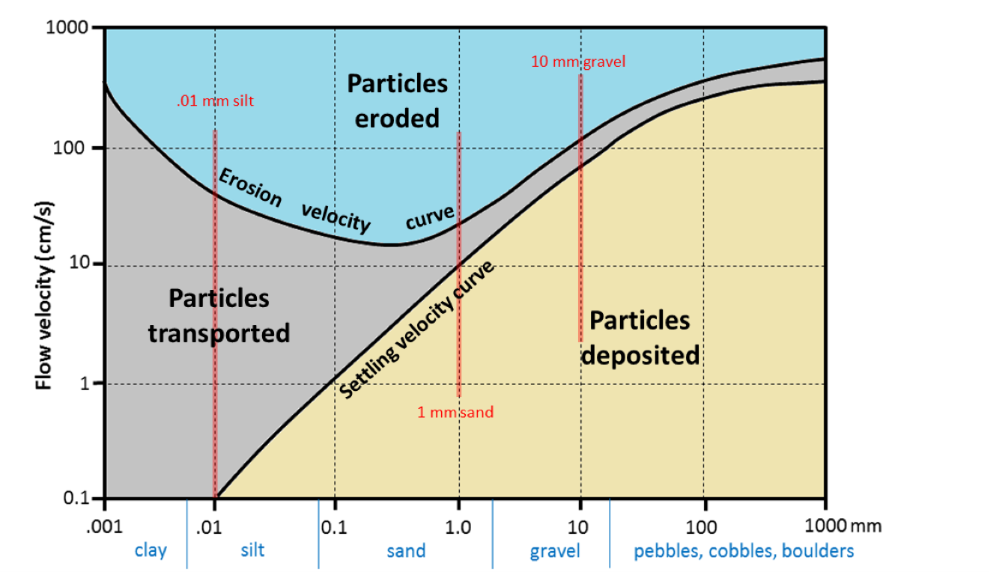 1000
10 mm gravel
Particles
eroded
.01 mm silt
100
Erosion velocity curve
Flow velocity (cm/s)
10
Particles
transported
Settling velocity curve
Particles
deposited
1
1 mm sand
0.1
.001
.01
0.1
1.0
10
100
1000 mm
clay
silt
sand
gravel
pebbles, cobbles, boulders